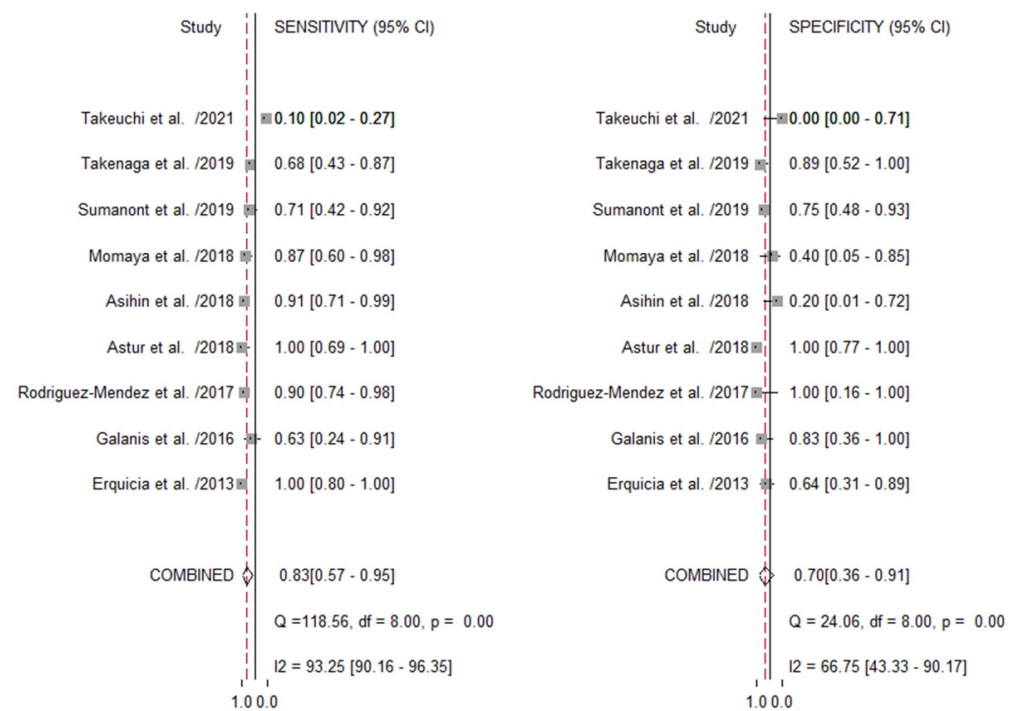 Study SENSITIVITY (95% CI)
Takeuchi et al. /2021 0.10 [0.02 - 0.27]
Takenaga et al. /2019 0.68 [0.43 - 0.87]
Sumanont et al. /2019 0.71 [0.42 - 0.92]
Momaya et al. /2018 0.87 [0.60 - 0.98]
Asihin et al. /2018 0.91 [0.71 - 0.99]
Astur et al. /2018 1.00 [0.69 - 1.00]
Rodriguez-Mendez et al. /2017 0.90 [0.74 - 0.98]
Galanis et al. /2016 0.63 [0.24 - 0.91]
Erquicia et al. /2013 1.00 [0.80 - 1.00]
COMBINED 0.83[0.57 - 0.95]
Q =118.56, df = 8.00, p = 0.00
I2 = 93.25 [90.16 - 96.35]
1.0 0.0
Study SPECIFICITY (95% CI)
Takeuchi et al. /2021 0.00 [0.00 - 0.71]
Takenaga et al. /2019 0.89 [0.52 - 1.00]
Sumanont et al. /2019 0.75 [0.48 - 0.93]
Momaya et al. /2018 0.40 [0.05 - 0.85]
Asihin et al. /2018 0.20 [0.01 - 0.72]
Astur et al. /2018 1.00 [0.77 - 1.00]
Rodriguez-Mendez et al. /2017 1.00 [0.16 - 1.00]
Galanis et al. /2016 0.83 [0.36 - 1.00]
Erquicia et al. /2013 0.64 [0.31 - 0.89]
COMBINED 0.70[0.36 - 0.91]
Q = 24.06, df = 8.00, p = 0.00
I2 = 66.75 [43.33 - 90.17]
1.0 0.0